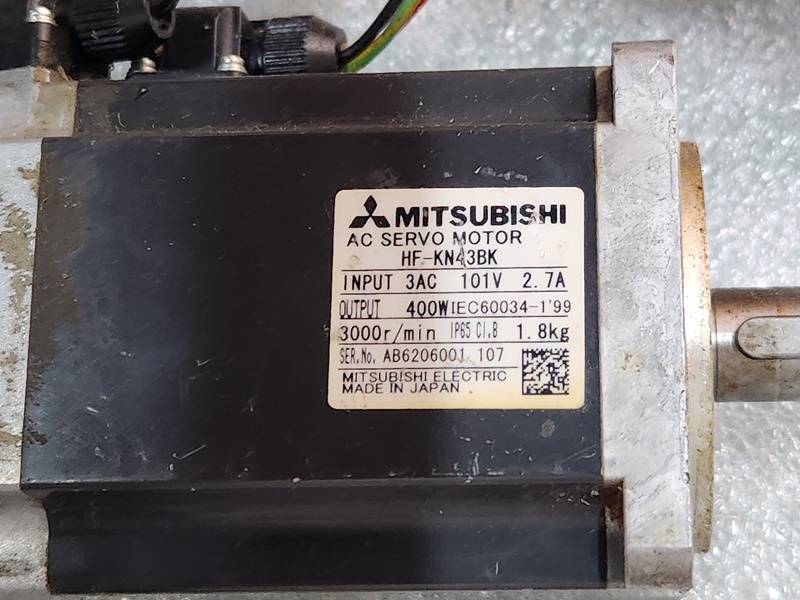 MITSUBISHI
AC SERVO MOTOR
HF-KN43BK
INPUT 3AC 101V 2.7A
OUTPUT 400W IEC60034-1'99
3000r/min IP65 Cl.B 1.8kg
SER.No. AB6206001 107
MITSUBISHI ELECTRIC
MADE IN JAPAN